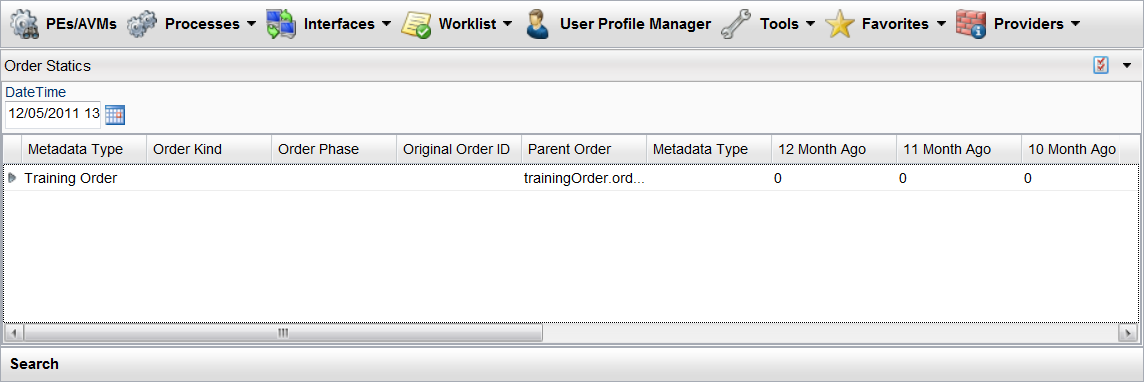 PEs/AVMs Processes Interfaces Worklist User Profile Manager Tools Favorites Providers
Order Statics
DateTime
12/05/2011 13
Metadata Type Order Kind Order Phase Original Order ID Parent Order Metadata Type 12 Month Ago 11 Month Ago 10 Month Ago
Training Order trainingOrder.ord... 0 0 0
Search